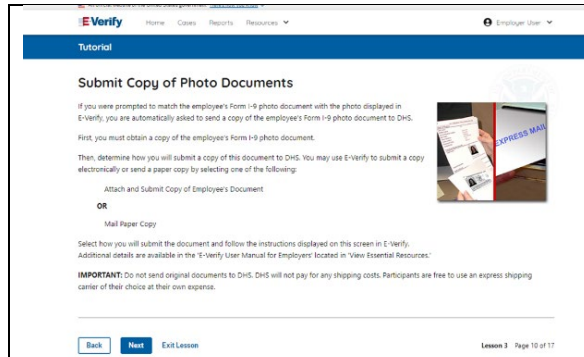 E-Verify Home Cases Reports Resources Employer User
Tutorial
Submit Copy of Photo Documents
If you were prompted to match the employee's Form I-9 photo document with the photo displayed in
E-Verify, you are automatically asked to send a copy of the employee's Form I-9 photo document to DHS.
First, you must obtain a copy of the employee's Form I-9 photo document.
Then, determine how you will submit a copy of this document to DHS. You may use E-Verify to submit a copy
electronically or send a paper copy by selecting one of the following:
Attach and Submit Copy of Employee's Document
OR
Mail Paper Copy
EXPRESS MAIL
Select how you will submit the document and follow the instructions displayed on this screen in E-Verify.
Additional details are available in the 'E-Verify User Manual for Employers' located in 'View Essential Resources.'
IMPORTANT: Do not send original documents to DHS. DHS will not pay for any shipping costs. Participants are free to use an express shipping
carrier of their choice at their own expense.
Back Next Exit Lesson Lesson 3 Page 10 of 17